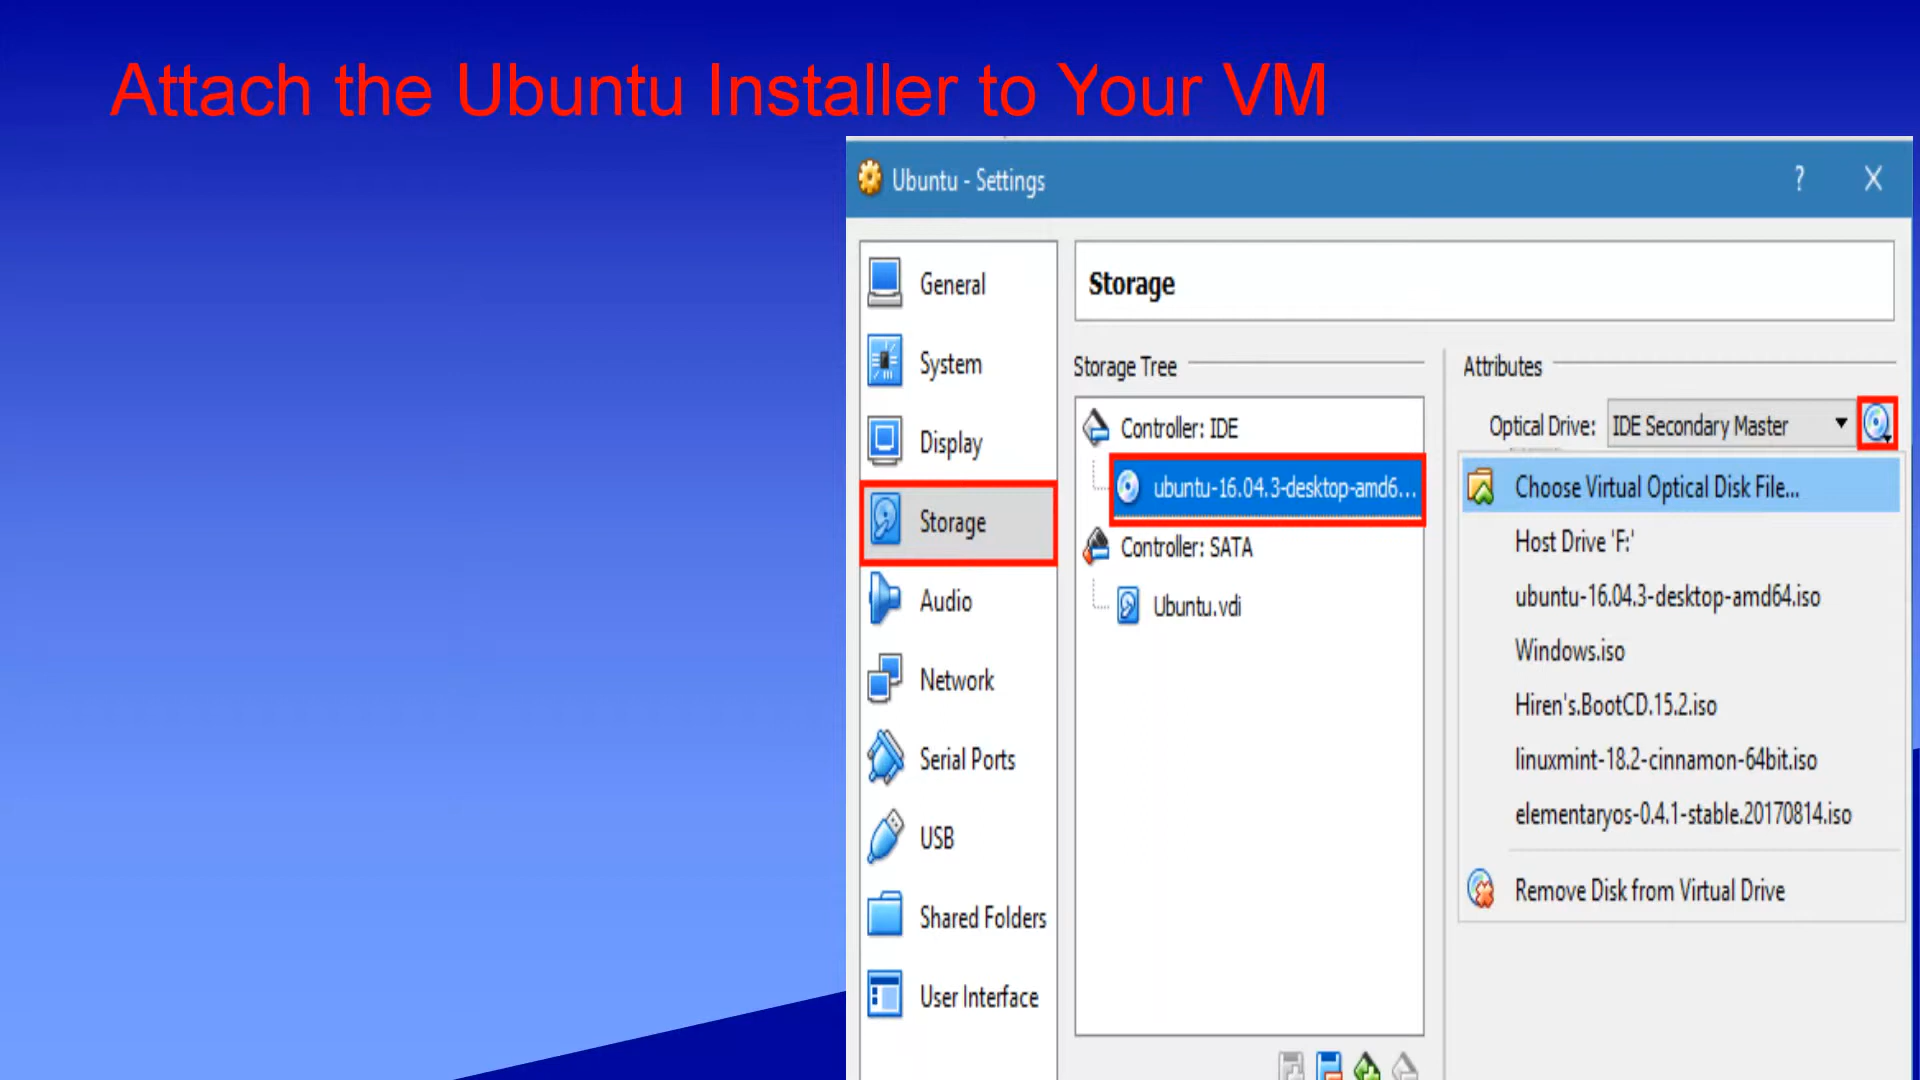 Attach the Ubuntu Installer to Your VM
Ubuntu - Settings
?
X
General
System
Display
Storage
Audio
Network
Serial Ports
USB
Shared Folders
User Interface
Storage
Storage Tree
Controller: IDE
ubuntu-16.04.3-desktop-amd6...
Controller: SATA
Ubuntu.vdi
Attributes
Optical Drive: IDE Secondary Master
Choose Virtual Optical Disk File...
Host Drive 'F:'
ubuntu-16.04.3-desktop-amd64.iso
Windows.iso
Hiren's.BootCD.15.2.iso
linuxmint-18.2-cinnamon-64bit.iso
elementaryos-0.4.1-stable.20170814.iso
Remove Disk from Virtual Drive